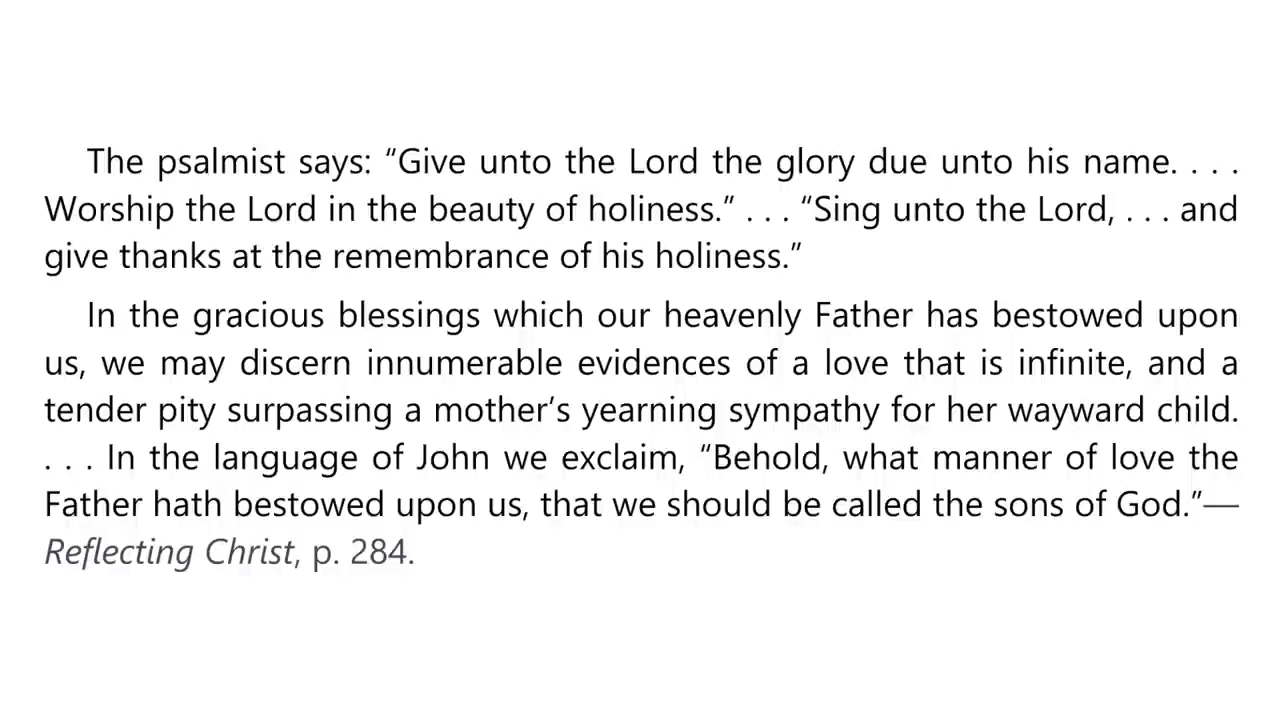 The psalmist says: “Give unto the Lord the glory due unto his name. . . .
Worship the Lord in the beauty of holiness.” . . . “Sing unto the Lord, . . . and
give thanks at the remembrance of his holiness.”
In the gracious blessings which our heavenly Father has bestowed upon
us, we may discern innumerable evidences of a love that is infinite, and a
tender pity surpassing a mother’s yearning sympathy for her wayward child.
. . . In the language of John we exclaim, “Behold, what manner of love the
Father hath bestowed upon us, that we should be called the sons of God.”—
Reflecting Christ, p. 284.